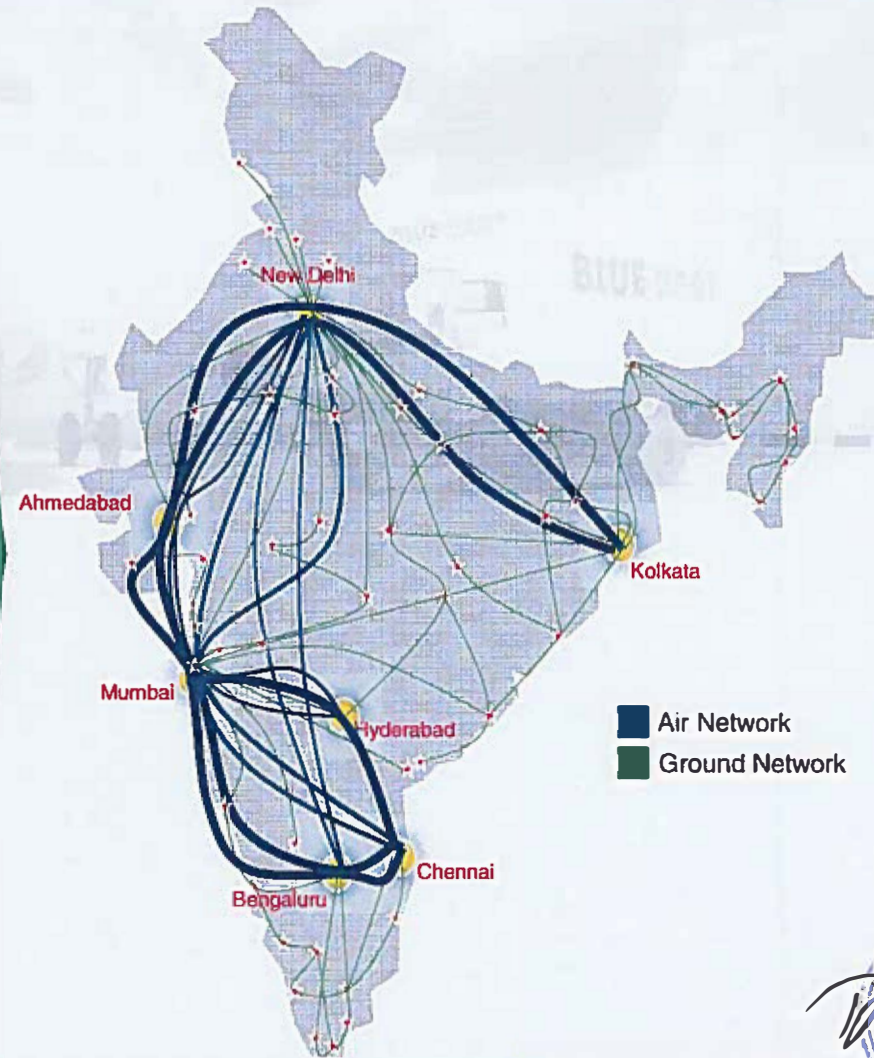 New Delhi
Ahmedabad
Kolkata
Mumbai
Hyderabad
Air Network
Ground Network
Chennai
Bengaluru